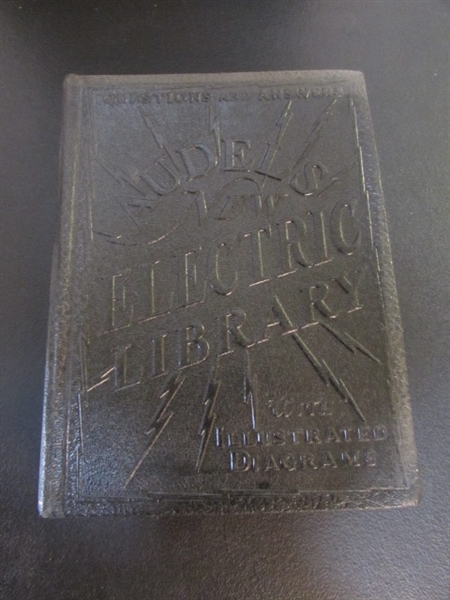 QUESTIONS AND ANSWERS
AUDELS
NEW
ELECTRIC
LIBRARY
WITH
ILLUSTRATED
DIAGRAMS